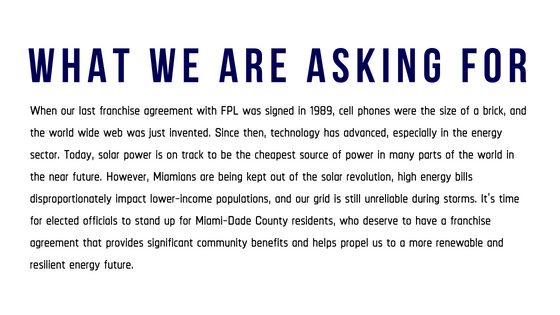 WHAT WE ARE ASKING FOR
When our last franchise agreement with FPL was signed in 1989, cell phones were the size of a brick, and
the world wide web was just invented. Since then, technology has advanced, especially in the energy
sector. Today, solar power is on track to be the cheapest source of power in many parts of the world in
the near future. However, Miamians are being kept out of the solar revolution, high energy bills
disproportionately impact lower-income populations, and our grid is still unreliable during storms. It's time
for elected officials to stand up for Miami-Dade County residents, who deserve to have a franchise
agreement that provides significant community benefits and helps propel us to a more renewable and
resilient energy future.